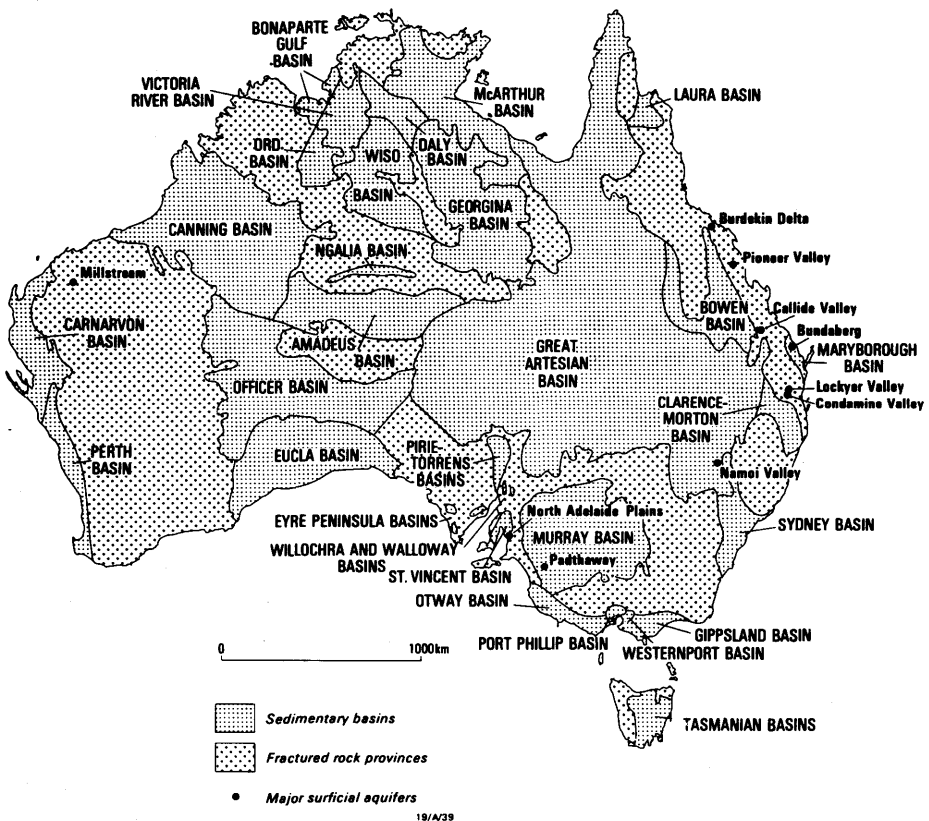 BONAPARTE
GULF
BASIN
VICTORIA
RIVER BASIN
McARTHUR
BASIN
LAURA BASIN
ORD
BASIN
WISO
BASIN
DALY
BASIN
GEORGINA
BASIN
CANNING BASIN
NGALIA BASIN
Burdekin Delta
Pioneer Valley
Millstream
BOWEN
BASIN
Callide Valley
Bundaberg
MARYBOROUGH
BASIN
CARNARVON
BASIN
AMADEUS
BASIN
GREAT
ARTESIAN
BASIN
OFFICER BASIN
Lockyer Valley
Condamine Valley
CLARENCE-
MORTON
BASIN
PERTH
BASIN
EUCLA BASIN
PIRIE-
TORRENS
BASINS
Namoi Valley
EYRE PENINSULA BASINS
North Adelaide Plains
SYDNEY BASIN
MURRAY BASIN
WILLOCHRA AND WALLOWAY
BASINS
Padthaway
ST. VINCENT BASIN
OTWAY BASIN
PORT PHILLIP BASIN
GIPPSLAND BASIN
WESTERNPORT BASIN
0 1000km
TASMANIAN BASINS
Sedimentary basins
Fractured rock provinces
Major surficial aquifers
19/A/39